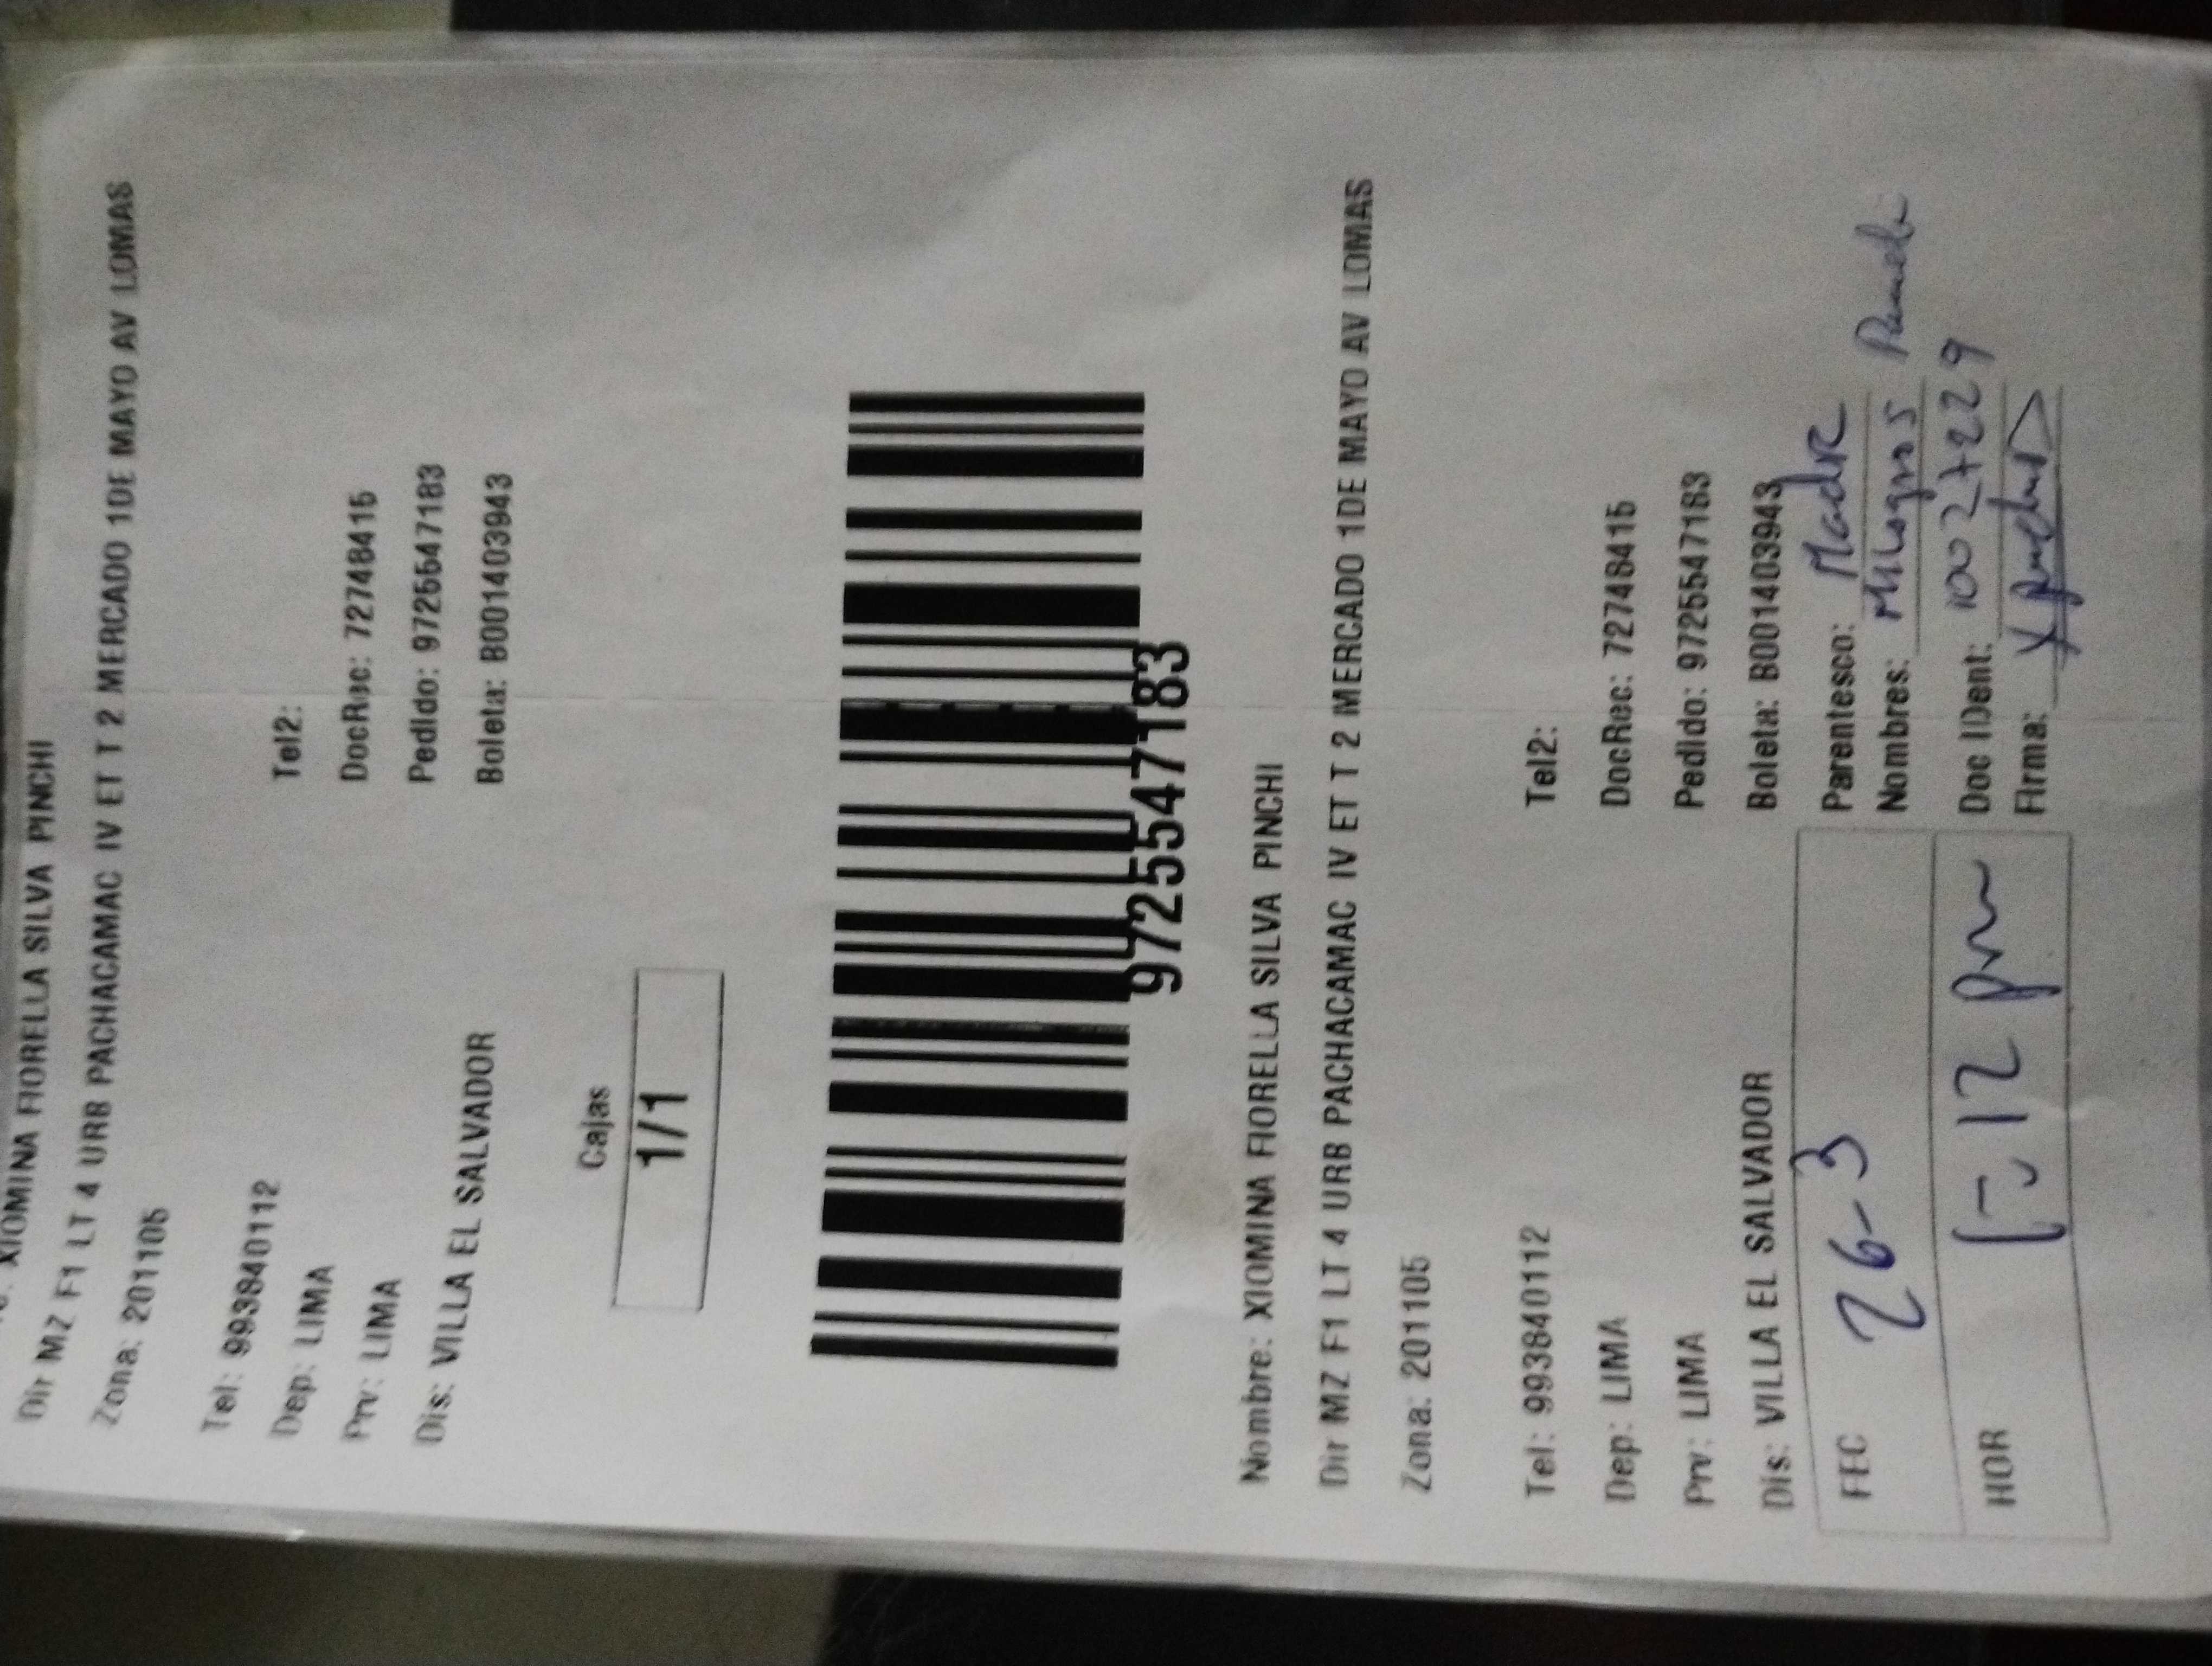 XIOMINA FIORELLA SILVA PINCHI
Dir MZ F1 LT 4 URB PACHACAMAC IV ET T 2 MERCADO 1DE MAYO AV LOMAS
Zona: 201105
Tel: 993840112 Tel2:
Dep: LIMA DocRec: 72748415
Prv: LIMA Pedido: 9725547183
Dis: VILLA EL SALVADOR Boleta: B001403943
Cajas
1/1
9725547183
Nombre: XIOMINA FIORELLA SILVA PINCHI
Dir MZ F1 LT 4 URB PACHACAMAC IV ET T 2 MERCADO 1DE MAYO AV LOMAS
Zona: 201105
Tel: 993840112 Tel2:
Dep: LIMA DocRec: 72748415
Prv: LIMA Pedido: 9725547183
Dis: VILLA EL SALVADOR Boleta: B001403943
FEC 26-3 Parentesco: Madre
Nombres: Milagros
HOR 12 pm Doc IDent: 10027229
Firma: